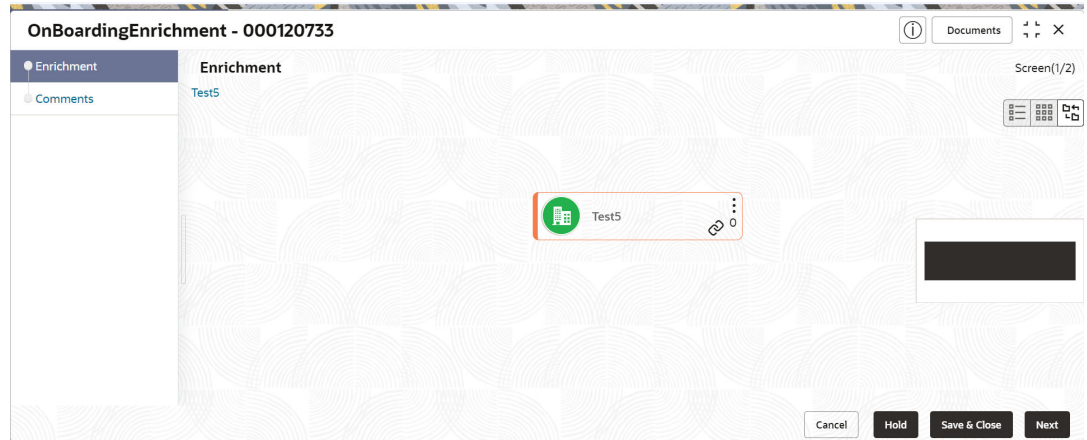 OnBoardingEnrichment - 000120733
Documents
Enrichment
Comments
Enrichment
Screen(1/2)
Test5
Test5
0
Cancel
Hold
Save & Close
Next